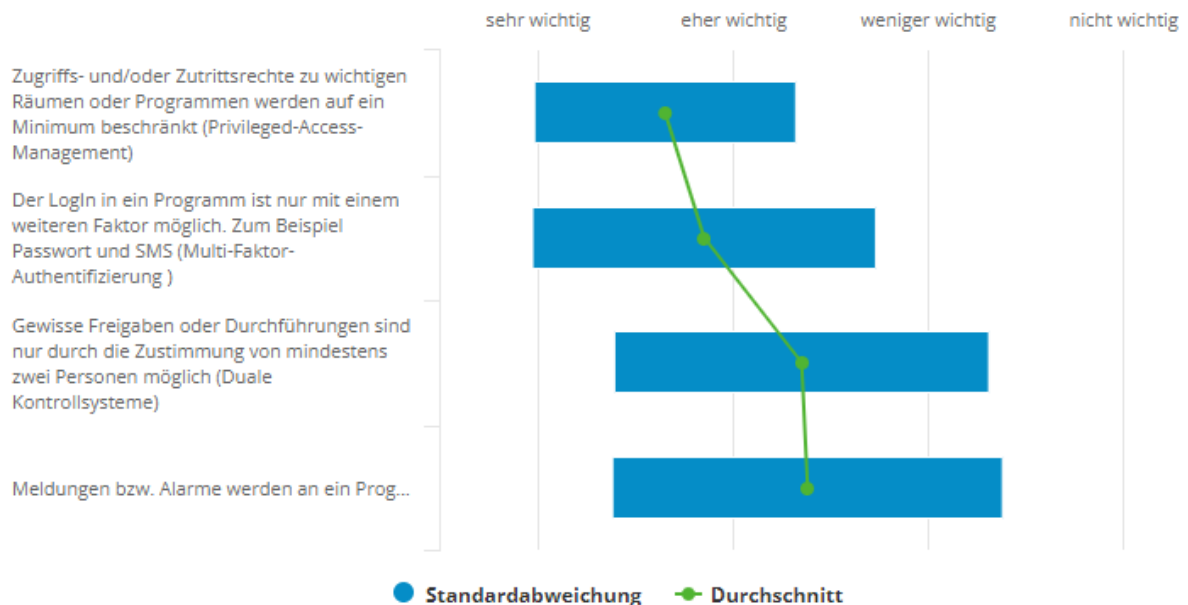 sehr wichtig eher wichtig weniger wichtig nicht wichtig
Zugriffs- und/oder Zutrittsrechte zu wichtigen
Räumen oder Programmen werden auf ein
Minimum beschränkt (Privileged-Access-
Management)
Der LogIn in ein Programm ist nur mit einem
weiteren Faktor möglich. Zum Beispiel
Passwort und SMS (Multi-Faktor-
Authentifizierung )
Gewisse Freigaben oder Durchführungen sind
nur durch die Zustimmung von mindestens
zwei Personen möglich (Duale
Kontrollsysteme)
Meldungen bzw. Alarme werden an ein Prog...
Standardabweichung Durchschnitt